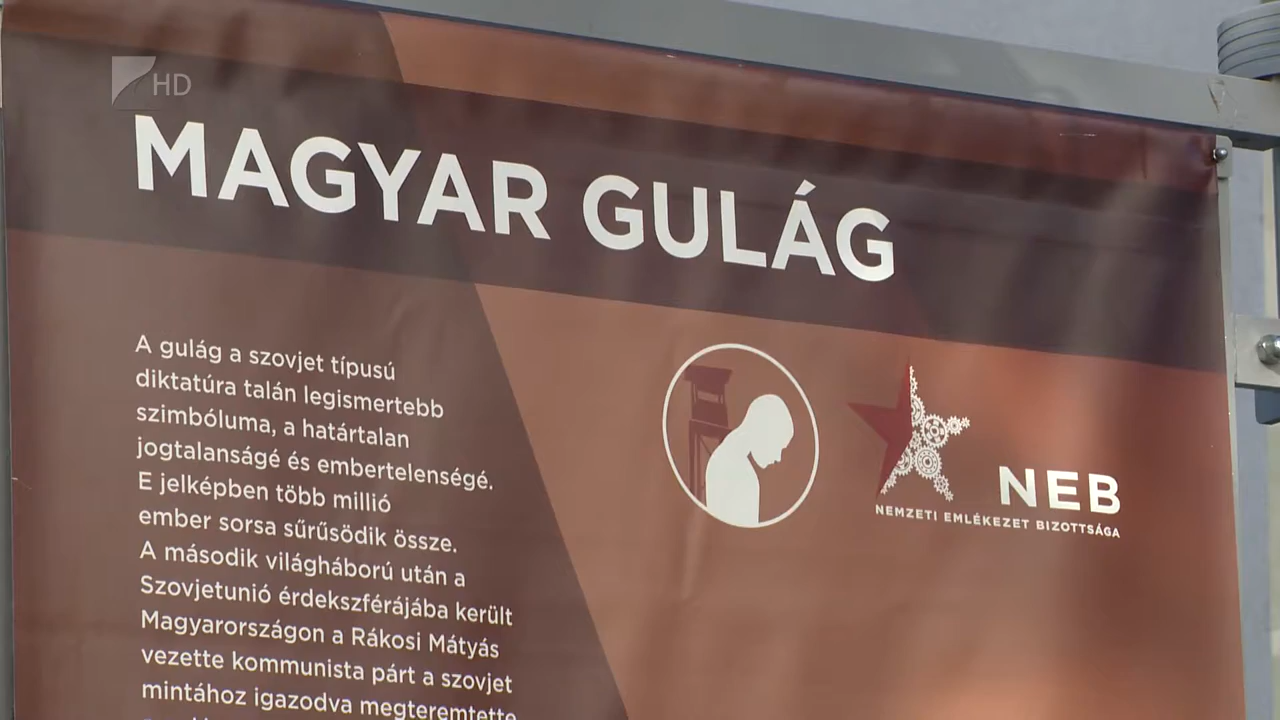 HD
MAGYAR GULÁG
A gulág a szovjet típusú
diktatúra talán legismertebb
szimbóluma, a határtalan
jogtalanságé és embertelenségé.
E jelképben több millió
ember sorsa sűrűsödik össze.
A második világháború után a
Szovjetunió érdekszférájába került
Magyarországon a Rákosi Mátyás
vezette kommunista párt a szovjet
mintához igazodva megteremtette
NEB
NEMZETI EMLÉKEZET BIZOTTSÁGA